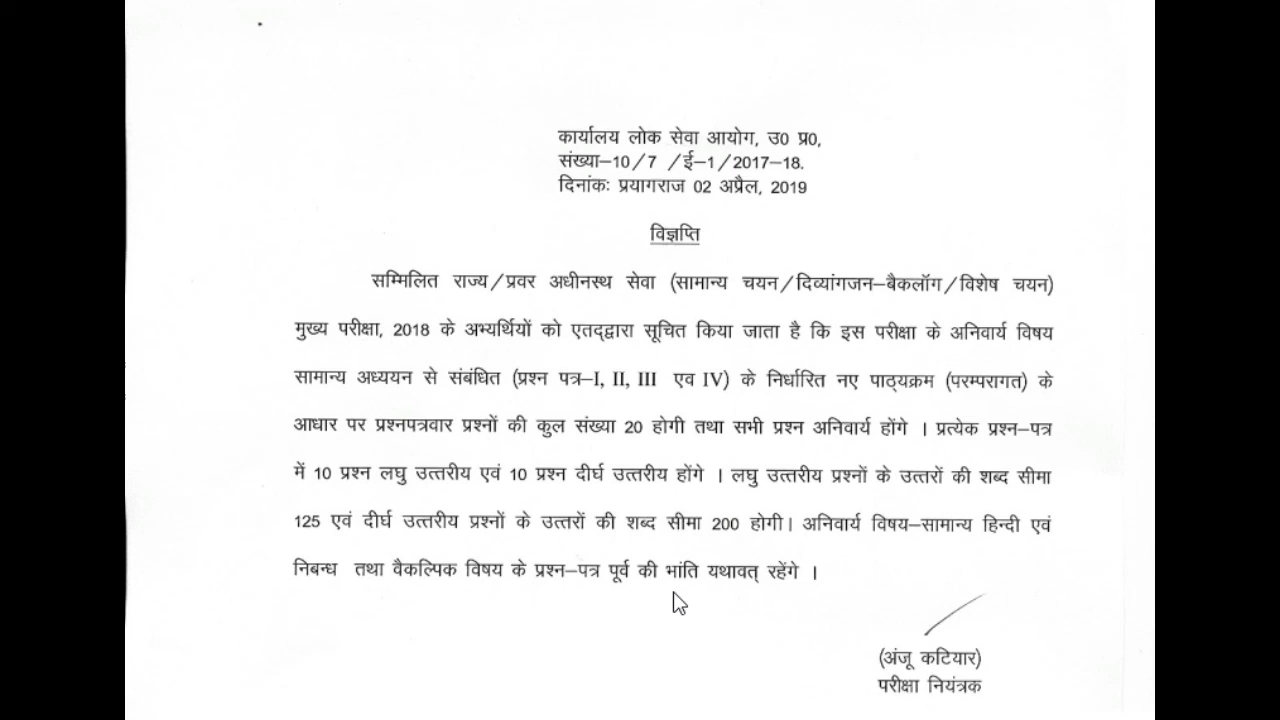 कार्यालय लोक सेवा आयोग, उ0 प्र0,
संख्या–10/7 /ई–1/2017–18.
दिनांकः प्रयागराज 02 अप्रैल, 2019
विज्ञप्ति
सम्मिलित राज्य/प्रवर अधीनस्थ सेवा (सामान्य चयन/दिव्यांगजन–बैकलॉग/विशेष चयन)
मुख्य परीक्षा, 2018 के अभ्यर्थियों को एतद्द्वारा सूचित किया जाता है कि इस परीक्षा के अनिवार्य विषय
सामान्य अध्ययन से संबंधित (प्रश्न पत्र–I, II, III एव IV) के निर्धारित नए पाठ्यक्रम (परम्परागत) के
आधार पर प्रश्नपत्रवार प्रश्नों की कुल संख्या 20 होगी तथा सभी प्रश्न अनिवार्य होंगे । प्रत्येक प्रश्न–पत्र
में 10 प्रश्न लघु उत्तरीय एवं 10 प्रश्न दीर्घ उत्तरीय होंगे । लघु उत्तरीय प्रश्नों के उत्तरों की शब्द सीमा
125 एवं दीर्घ उत्तरीय प्रश्नों के उत्तरों की शब्द सीमा 200 होगी। अनिवार्य विषय–सामान्य हिन्दी एवं
निबन्ध तथा वैकल्पिक विषय के प्रश्न–पत्र पूर्व की भांति यथावत् रहेंगे ।
(अंजू कटियार)
परीक्षा नियंत्रक